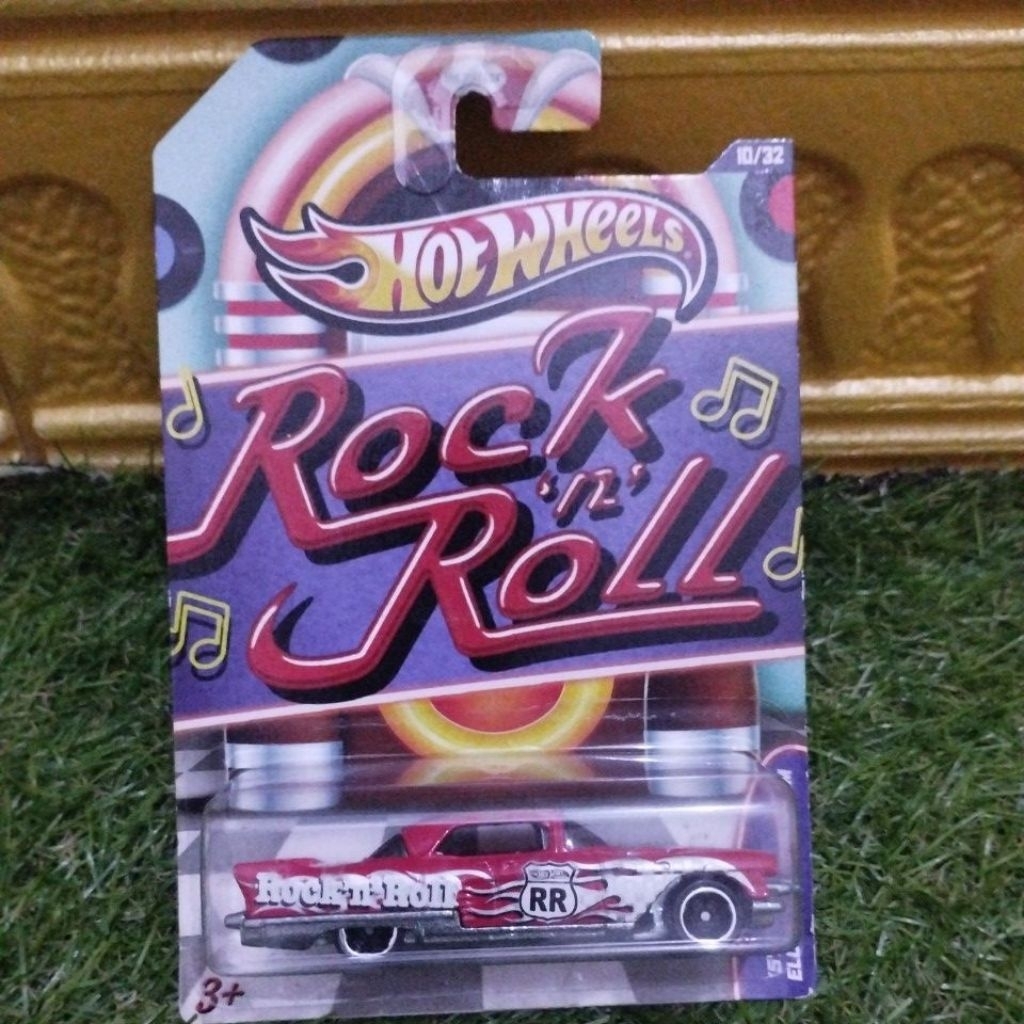 10/32
HOT WHEELS
ROCK
'n'
ROLL
ROCK-'n'-ROLL
RR
3+